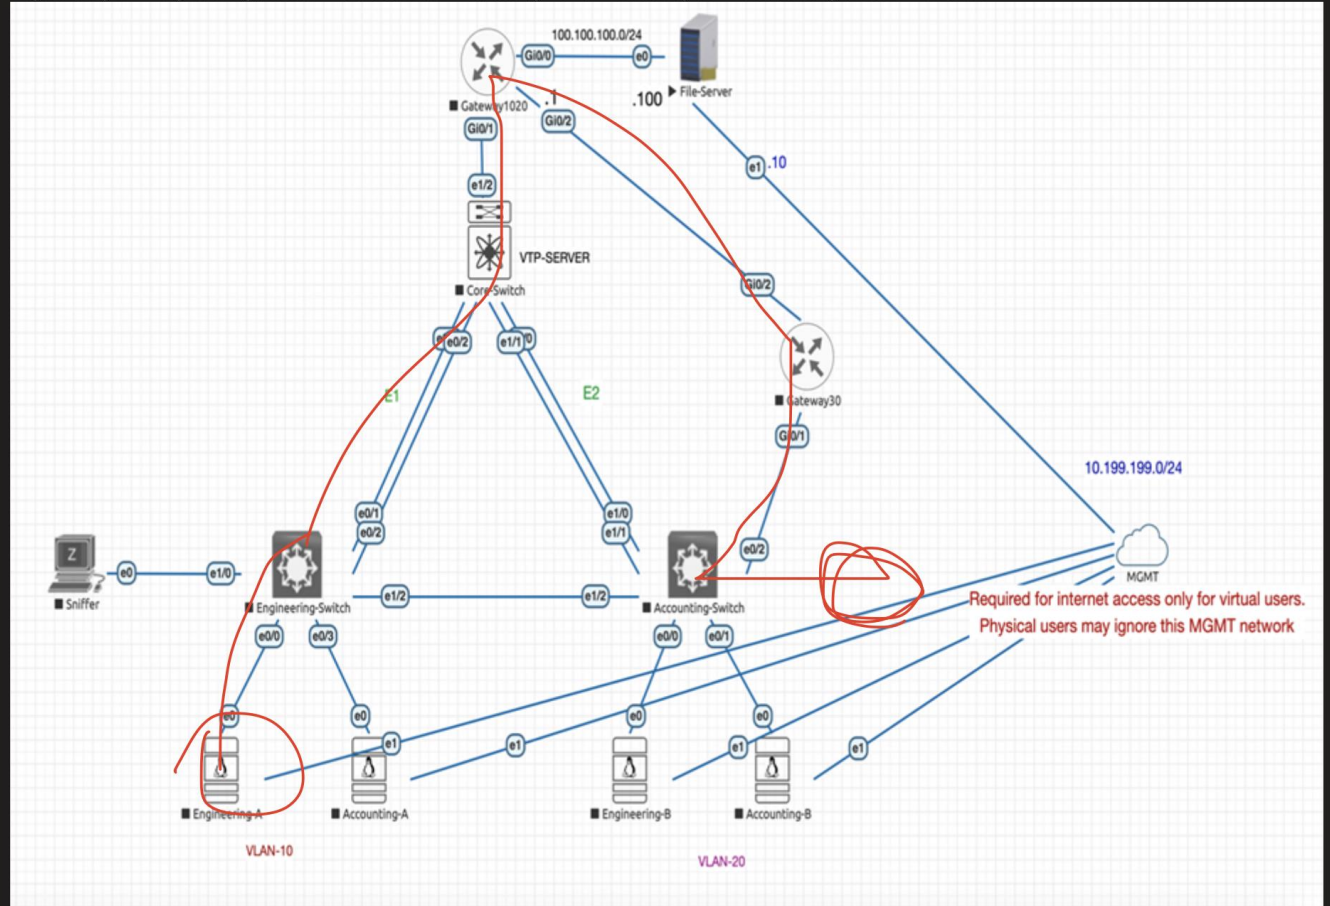 100.100.100.0/24
Gi0/0
e0
File-Server
.1
.100
Gateway1020
Gi0/2
Gi0/1
e1
.10
e1/2
VTP-SERVER
Core-Switch
Gi0/2
e0/2
e1/1
E1
E2
Gateway30
Gi0/1
10.199.199.0/24
e0/1
e1/0
e0/2
e1/1
e0/2
Z
e0
e1/0
MGMT
Sniffer
Engineering-Switch
e1/2
e1/2
Accounting-Switch
Required for internet access only for virtual users.
Physical users may ignore this MGMT network
e0/0
e0/3
e0/0
e0/1
e0
e0
e0
e0
e1
e1
e1
e1
Engineering-A
Accounting-A
Engineering-B
Accounting-B
VLAN-10
VLAN-20